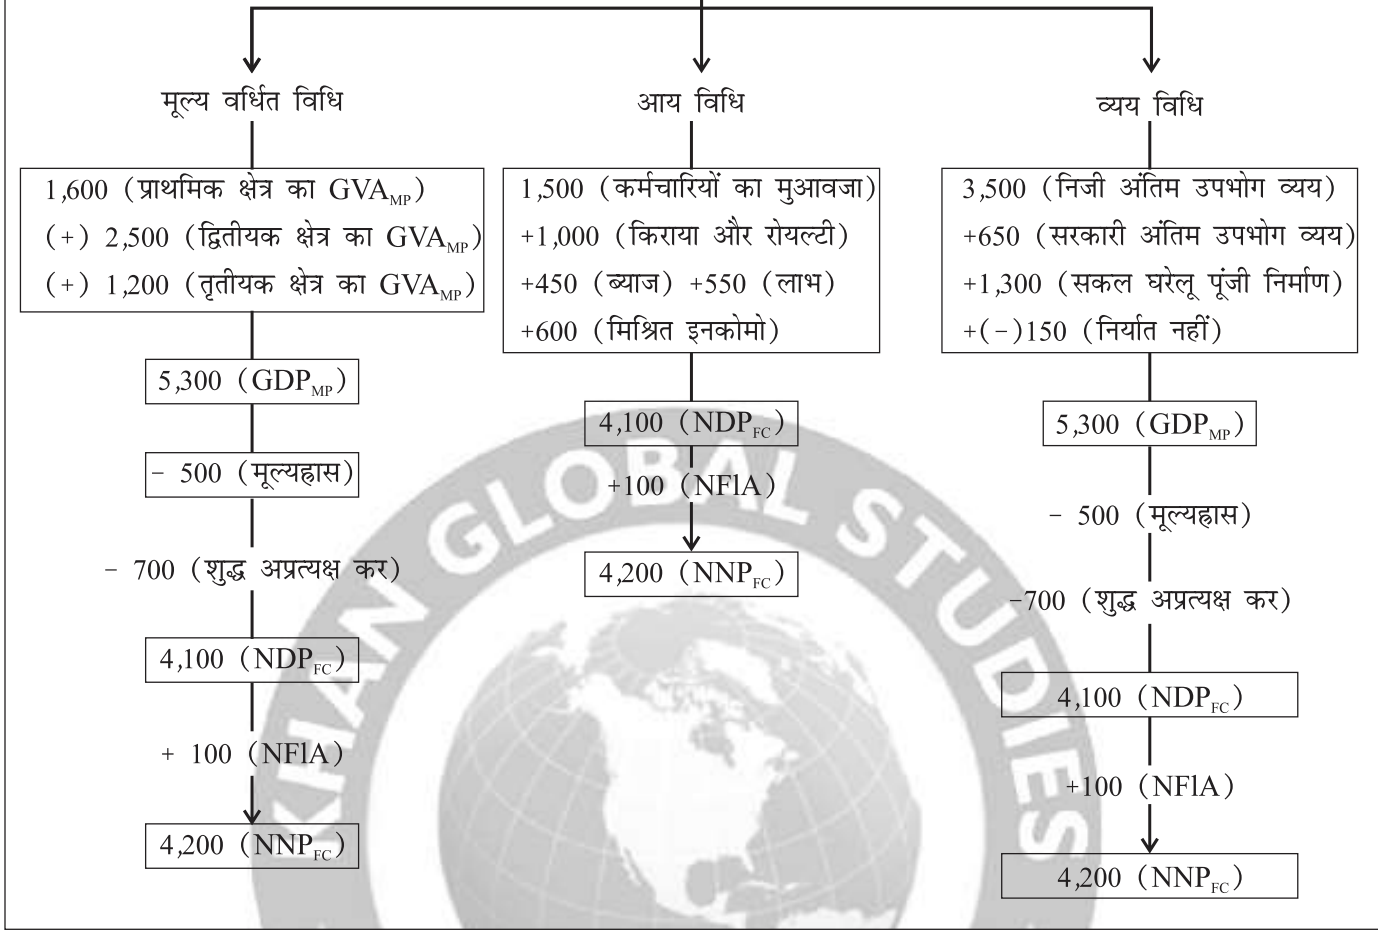 मूल्य वर्धित विधि
1,600 (प्राथमिक क्षेत्र का GVA_MP)
(+) 2,500 (द्वितीयक क्षेत्र का GVA_MP)
(+) 1,200 (तृतीयक क्षेत्र का GVA_MP)
5,300 (GDP_MP)
- 500 (मूल्यह्रास)
- 700 (शुद्ध अप्रत्यक्ष कर)
4,100 (NDP_FC)
+ 100 (NFlA)
4,200 (NNP_FC)
आय विधि
1,500 (कर्मचारियों का मुआवजा)
+1,000 (किराया और रोयल्टी)
+450 (ब्याज) +550 (लाभ)
+600 (मिश्रित इनकोमो)
4,100 (NDP_FC)
+100 (NFlA)
4,200 (NNP_FC)
व्यय विधि
3,500 (निजी अंतिम उपभोग व्यय)
+650 (सरकारी अंतिम उपभोग व्यय)
+1,300 (सकल घरेलू पूंजी निर्माण)
+(-)150 (निर्यात नहीं)
5,300 (GDP_MP)
- 500 (मूल्यह्रास)
-700 (शुद्ध अप्रत्यक्ष कर)
4,100 (NDP_FC)
+100 (NFlA)
4,200 (NNP_FC)
KHAN GLOBAL STUDIES